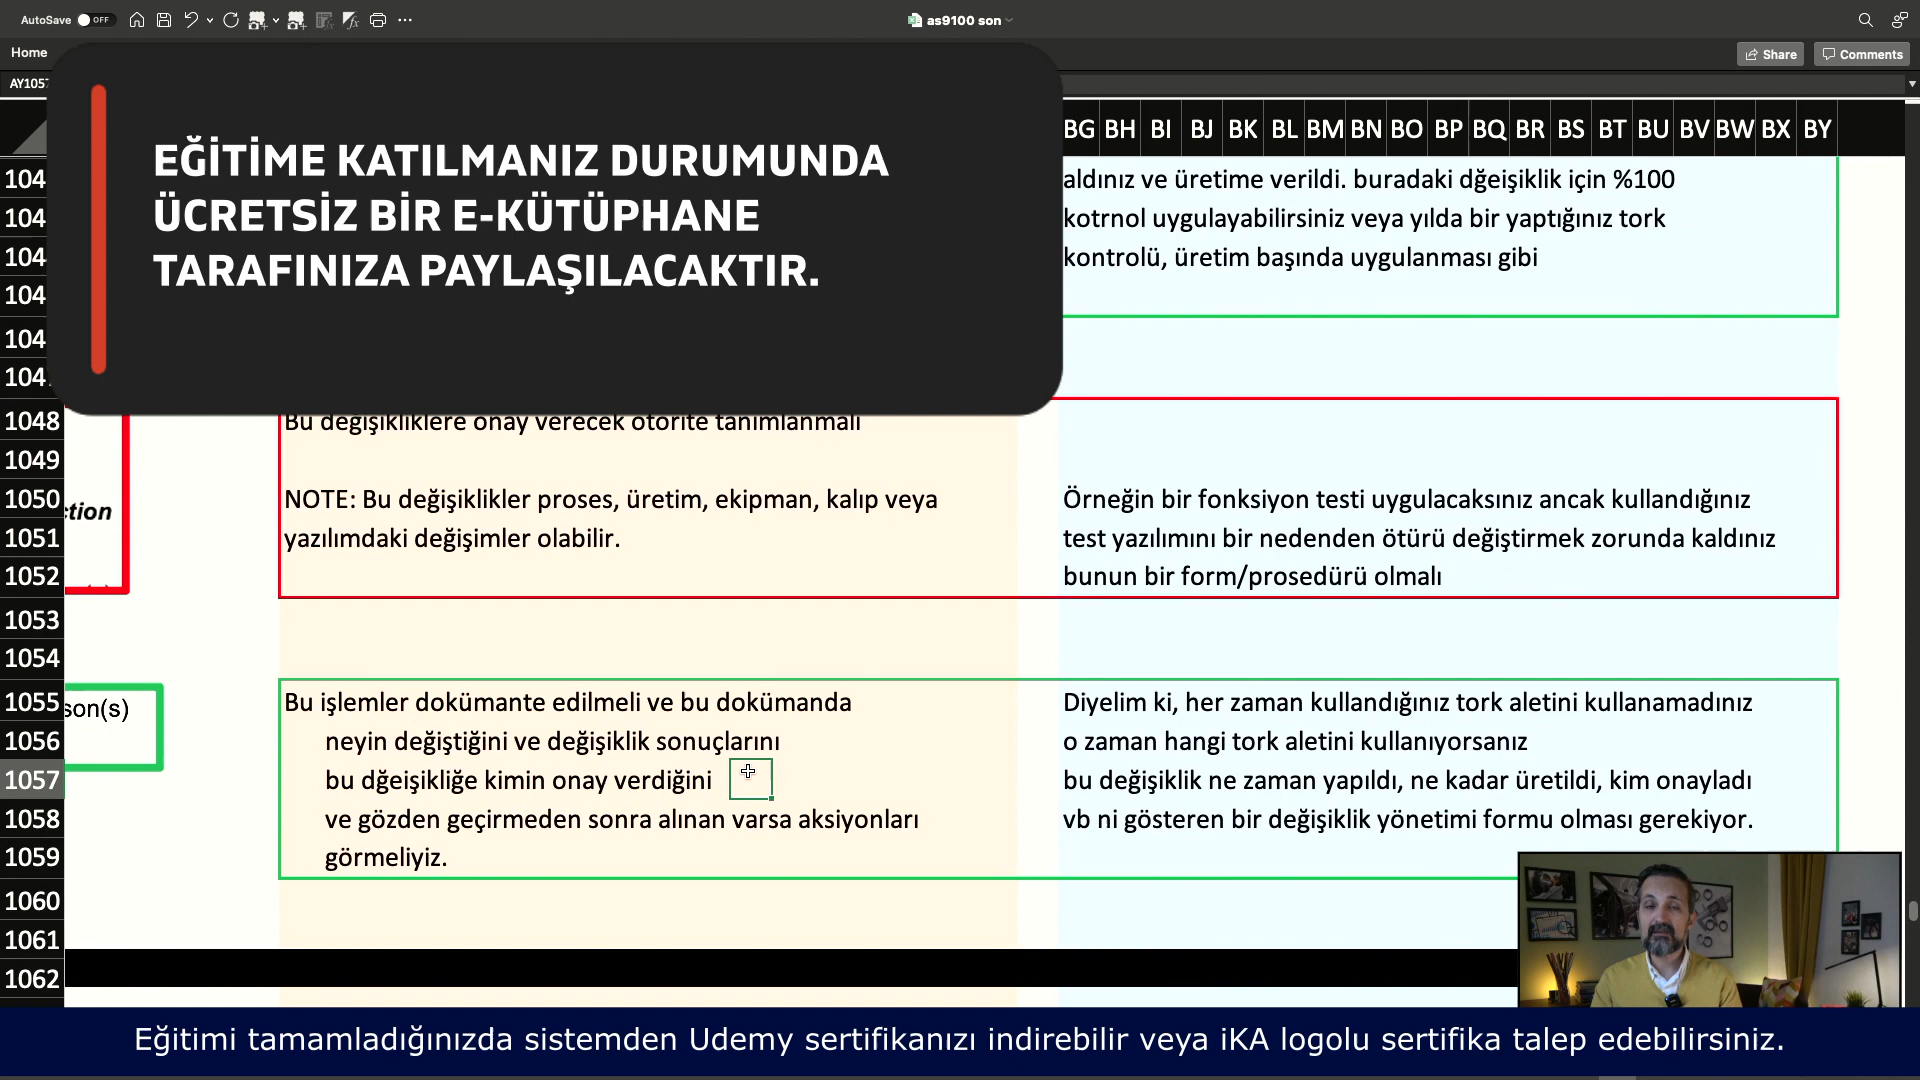 AutoSave OFF
as9100 son
Home
Share
Comments
AY1057
BG BH BI BJ BK BL BM BN BO BP BQ BR BS BT BU BV BW BX BY
EĞİTİME KATILMANIZ DURUMUNDA
ÜCRETSİZ BİR E-KÜTÜPHANE
TARAFINIZA PAYLAŞILACAKTIR.
104
104
104
104
104
104
aldınız ve üretime verildi. buradaki dğeişiklik için %100
kotrnol uygulayabilirsiniz veya yılda bir yaptığınız tork
kontrolü, üretim başında uygulanması gibi
1048
1049
1050
1051
1052
1053
1054
1055
1056
1057
1058
1059
1060
1061
1062
ction
Bu değişikliklere onay verecek otorite tanımlanmalı
NOTE: Bu değişiklikler proses, üretim, ekipman, kalıp veya
yazılımdaki değişimler olabilir.
Örneğin bir fonksiyon testi uygulacaksınız ancak kullandığınız
test yazılımını bir nedenden ötürü değiştirmek zorunda kaldınız
bunun bir form/prosedürü olmalı
son(s)
Bu işlemler dokümante edilmeli ve bu dokümanda
neyin değiştiğini ve değişiklik sonuçlarını
bu dğeişikliğe kimin onay verdiğini
ve gözden geçirmeden sonra alınan varsa aksiyonları
görmeliyiz.
Diyelim ki, her zaman kullandığınız tork aletini kullanamadınız
o zaman hangi tork aletini kullanıyorsanız
bu değişiklik ne zaman yapıldı, ne kadar üretildi, kim onayladı
vb ni gösteren bir değişiklik yönetimi formu olması gerekiyor.
Eğitimi tamamladığınızda sistemden Udemy sertifikanızı indirebilir veya iKA logolu sertifika talep edebilirsiniz.